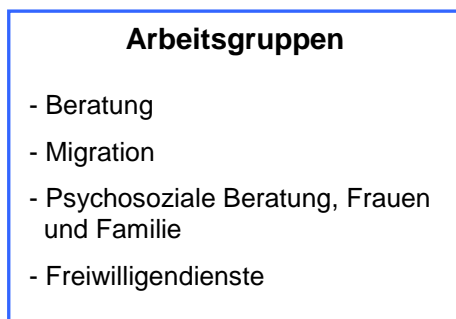 Arbeitsgruppen
- Beratung
- Migration
- Psychosoziale Beratung, Frauen
und Familie
- Freiwilligendienste